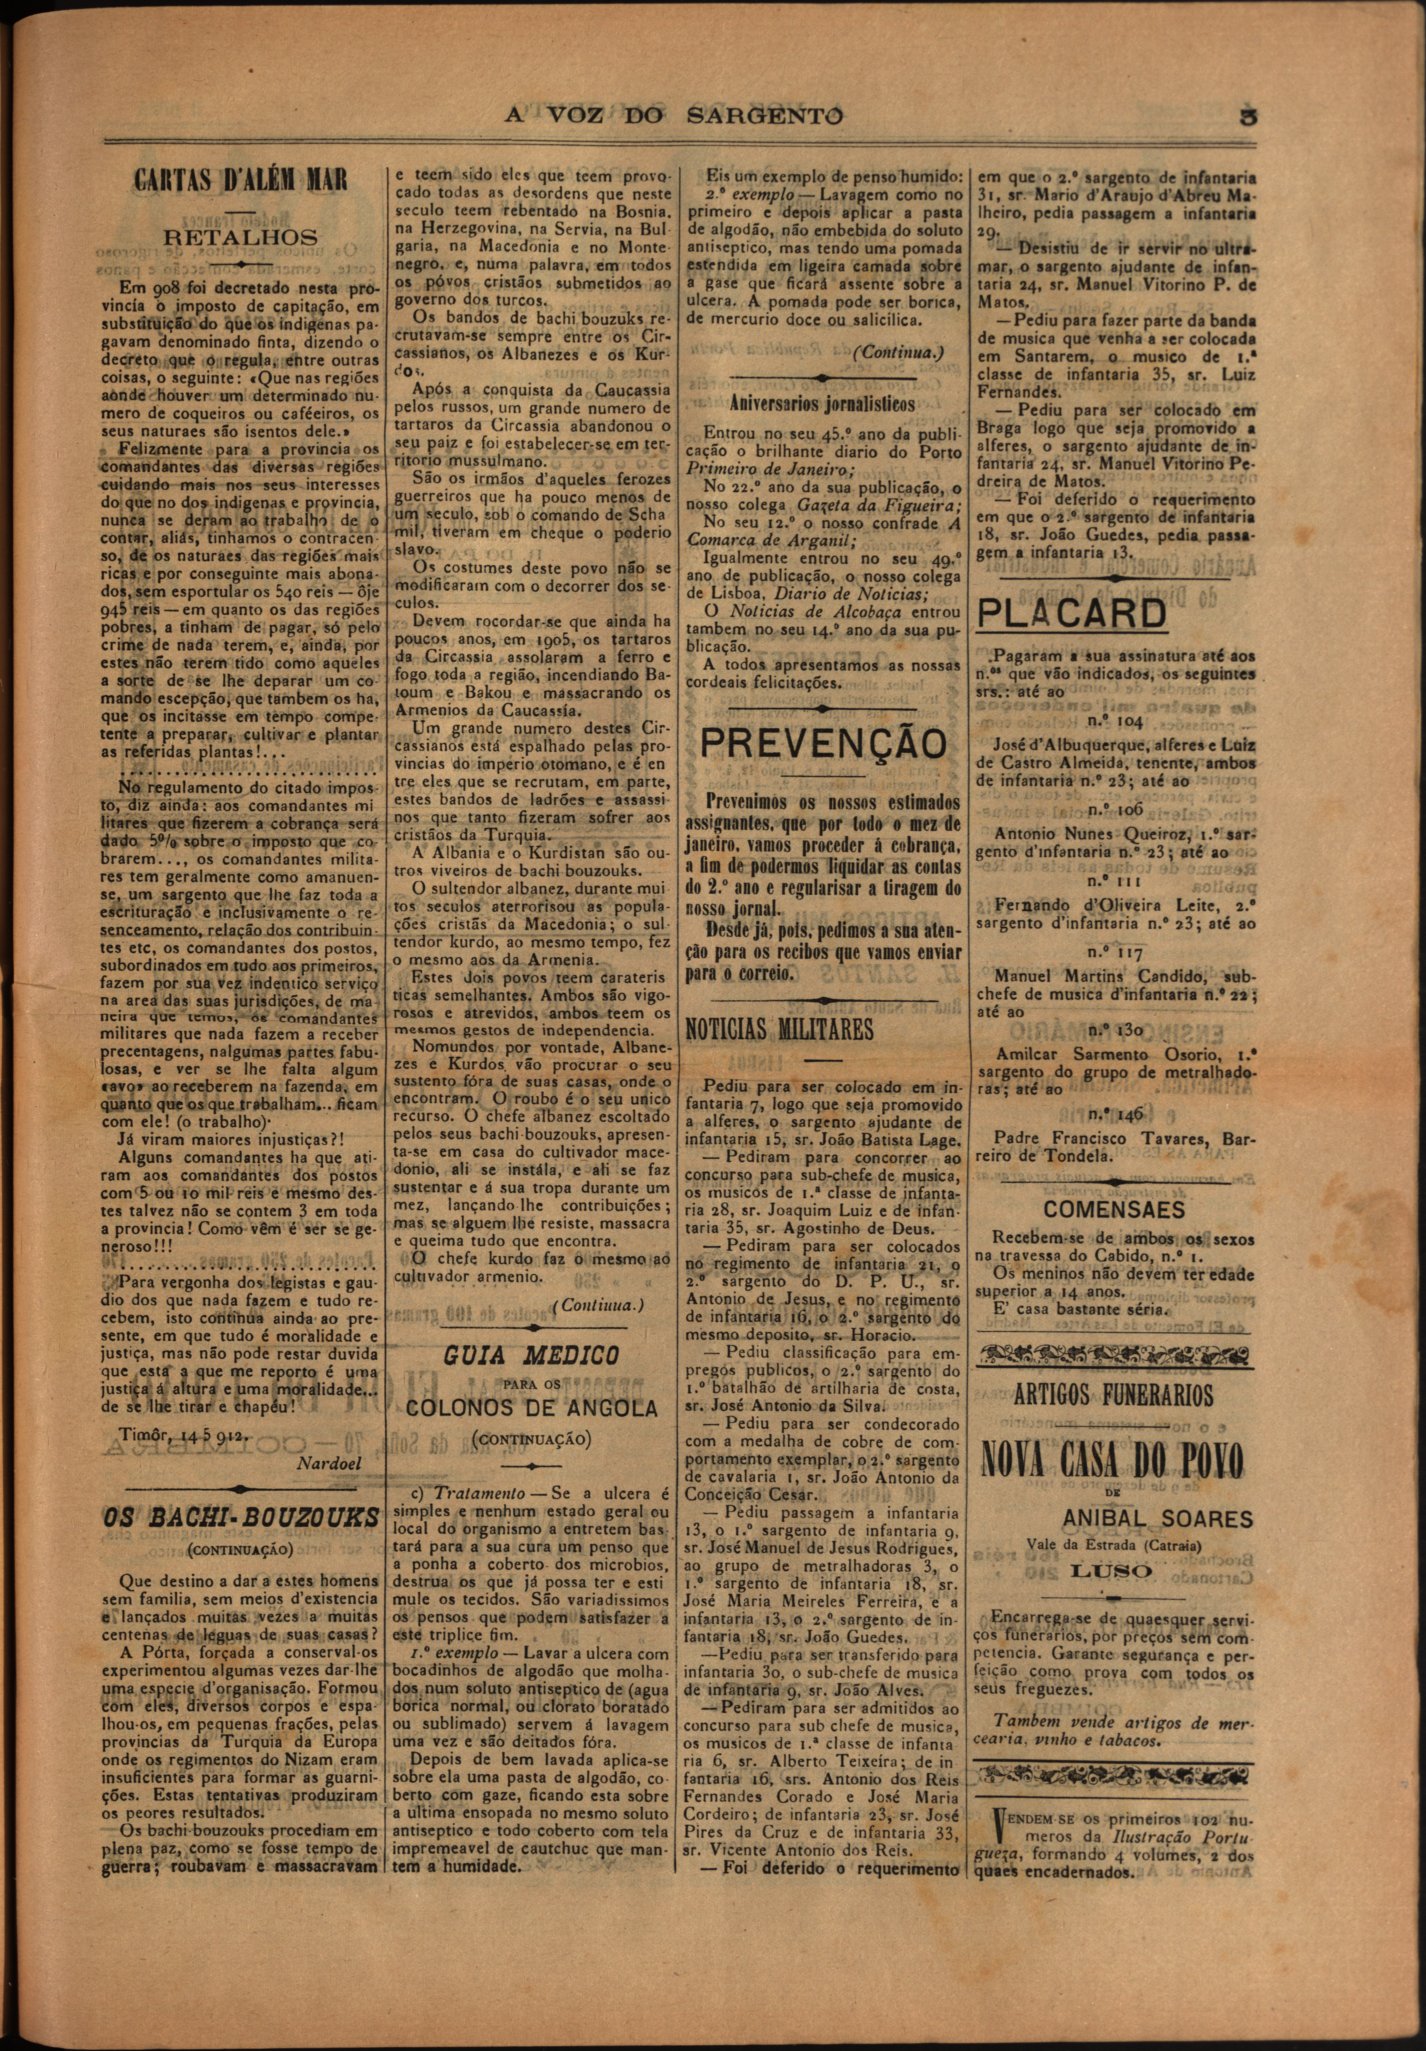 A VOZ DO SARGENTO
3
CARTAS D'ALÉM MAR
RETALHOS
Em 908 foi decretado nesta pro-
vincia o imposto de capitação, em
substituição do que os indigenas pa-
gavam denominado finta, dizendo o
decreto que o regula, entre outras
coisas, o seguinte: «Que nas regiões
aonde houver um determinado nu-
mero de coqueiros ou caféeiros, os
seus naturaes são isentos dele.»
Felizmente para a provincia os
comandantes das diversas regiões
cuidando mais nos seus interesses
do que no dos indigenas e provincia,
nunca se deram ao trabalho de o
contar, aliás, tinhamos o contracen-
so, de os naturaes das regiões mais
ricas e por conseguinte mais abona-
dos, sem esportular os 540 reis — ôje
945 reis — em quanto os das regiões
pobres, a tinham de pagar, só pelo
crime de nada terem, e, ainda, por
estes não terem tido como aqueles
a sorte de se lhe deparar um co-
mando escepção, que tambem os ha,
que os incitasse em tempo compe-
tente a preparar, cultivar e plantar
as referidas plantas!...
. . . . . . . . . . . . . . . . . . . . . . . . . .
No regulamento do citado impos-
to, diz ainda: aos comandantes mi
litares que fizerem a cobrança será
dado 5% sobre o imposto que co-
brarem..., os comandantes milita-
res tem geralmente como amanuen-
se, um sargento que lhe faz toda a
escrituração e inclusivamente o re-
senceamento, relação dos contribuin-
tes etc, os comandantes dos postos,
subordinados em tudo aos primeiros,
fazem por sua vez indentico serviço
na area das suas jurisdições, de ma-
neira que temos, os comandantes
militares que nada fazem a receber
precentagens, nalgumas partes fabu-
losas, e ver se lhe falta algum
«avo» ao receberem na fazenda, em
quanto que os que trabalham... ficam
com ele! (o trabalho)·
Já viram maiores injustiças?!
Alguns comandantes ha que ati-
ram aos comandantes dos postos
com 5 ou 10 mil reis e mesmo des-
tes talvez não se contem 3 em toda
a provincia! Como vêm é ser se ge-
neroso!!!
. . . . . . . . . . . . . . . . . . . . . . . . . .
Para vergonha dos legistas e gau-
dio dos que nada fazem e tudo re-
cebem, isto continua ainda ao pre-
sente, em que tudo é moralidade e
justiça, mas não pode restar duvida
que esta a que me reporto é uma
justiça á altura e uma moralidade...
de se lhe tirar e chapéu!
Timôr, 14 5 912.
Nardoel
OS BACHI-BOUZOUKS
(CONTINUAÇÃO)
Que destino a dar a estes homens
sem familia, sem meios d'existencia
e lançados muitas vezes a muitas
centenas de leguas de suas casas?
A Pórta, forçada a conserval-os
experimentou algumas vezes dar-lhe
uma especie d'organisação. Formou
com eles, diversos corpos e espa-
lhou-os, em pequenas frações, pelas
provincias da Turquia da Europa
onde os regimentos do Nizam eram
insuficientes para formar as guarni-
ções. Estas tentativas produziram
os peores resultados.
Os bachi-bouzouks procediam em
plena paz, como se fosse tempo de
guerra; roubavam e massacravam
e teem sido eles que teem provo-
cado todas as desordens que neste
seculo teem rebentado na Bosnia,
na Herzegovina, na Servia, na Bul-
garia, na Macedonia e no Monte-
negro, e, numa palavra, em todos
os póvos cristãos submetidos ao
governo dos turcos.
Os bandos de bachi bouzuks re-
crutavam-se sempre entre os Cir-
cassianos, os Albanezes e os Kur-
dos.
Após a conquista da Caucassia
pelos russos, um grande numero de
tartaros da Circassia abandonou o
seu paiz e foi estabelecer-se em ter-
ritorio mussulmano.
São os irmãos d'aqueles ferozes
guerreiros que ha pouco menos de
um seculo, sob o comando de Scha
mil, tiveram em cheque o poderio
slavo.
Os costumes deste povo não se
modificaram com o decorrer dos se-
culos.
Devem rocordar-se que ainda ha
poucos anos, em 1905, os tartaros
da Circassia assolaram a ferro e
fogo toda a região, incendiando Ba-
toum e Bakou e massacrando os
Armenios da Caucassía.
Um grande numero destes Cir-
cassianos está espalhado pelas pro-
vincias do imperio otomano, e é en
tre eles que se recrutam, em parte,
estes bandos de ladrões e assassi-
nos que tanto fizeram sofrer aos
cristãos da Turquia.
A Albania e o Kurdistan são ou-
tros viveiros de bachi bouzouks.
O sultendor albanez, durante mui
tos seculos aterrorisou as popula-
ções cristãs da Macedonia; o sul-
tendor kurdo, ao mesmo tempo, fez
o mesmo aos da Armenia.
Estes dois povos teem carateris
ticas semelhantes. Ambos são vigo-
rosos e atrevidos, ambos teem os
mesmos gestos de independencia.
Nomundos por vontade, Albane-
zes e Kurdos, vão procurar o seu
sustento fóra de suas casas, onde o
encontram. O roubo é o seu unico
recurso. O chefe albanez escoltado
pelos seus bachi-bouzouks, apresen-
ta-se em casa do cultivador mace-
donio, ali se instála, e ali se faz
sustentar e á sua tropa durante um
mez, lançando lhe contribuições;
mas se alguem lhe resiste, massacra
e queima tudo que encontra.
O chefe kurdo faz o mesmo ao
cultivador armenio.
(Contiuua.)
GUIA MEDICO
PARA OS
COLONOS DE ANGOLA
(CONTINUAÇÃO)
c) Tratamento — Se a ulcera é
simples e nenhum estado geral ou
local do organismo a entretem bas-
tará para a sua cura um penso que
a ponha a coberto dos microbios,
destrua os que já possa ter e esti
mule os tecidos. São variadissimos
os pensos que podem satisfazer a
este triplice fim.
1.º exemplo — Lavar a ulcera com
bocadinhos de algodão que molha-
dos num soluto antiseptico de (agua
borica normal, ou clorato boratado
ou sublimado) servem á lavagem
uma vez e são deitados fóra.
Depois de bem lavada aplica-se
sobre ela uma pasta de algodão, co-
berto com gaze, ficando esta sobre
a ultima ensopada no mesmo soluto
antiseptico e todo coberto com tela
impremeavel de cautchuc que man-
tem a humidade.
Eis um exemplo de penso humido:
2.º exemplo — Lavagem como no
primeiro e depois aplicar a pasta
de algodão, não embebida do soluto
antiseptico, mas tendo uma pomada
estendida em ligeira camada sobre
a gase que ficará assente sobre a
ulcera. A pomada pode ser borica,
de mercurio doce ou salicilica.
(Continua.)
Aniversarios jornalisticos
Entrou no seu 45.º ano da publi-
cação o brilhante diario do Porto
Primeiro de Janeiro;
No 22.º ano da sua publicação, o
nosso colega Gazeta da Figueira;
No seu 12.º o nosso confrade A
Comarca de Arganil;
Igualmente entrou no seu 49.º
ano de publicação, o nosso colega
de Lisboa, Diario de Noticias;
O Noticias de Alcobaça entrou
tambem no seu 14.º ano da sua pu-
blicação.
A todos apresentamos as nossas
cordeais felicitações.
PREVENÇÃO
Prevenimos os nossos estimados
assignantes, que por todo o mez de
janeiro, vamos proceder á cobrança,
a fim de podermos liquidar as contas
do 2.º ano e regularisar a tiragem do
nosso jornal.
Desde já, pois, pedimos a sua aten-
ção para os recibos que vamos enviar
para o correio.
NOTICIAS MILITARES
Pediu para ser colocado em in-
fantaria 7, logo que seja promovido
a alferes, o sargento ajudante de
infantaria 15, sr. João Batista Lage.
— Pediram para concorrer ao
concurso para sub-chefe de musica,
os musicos de 1.ª classe de infanta-
ria 28, sr. Joaquim Luiz e de infan-
taria 35, sr. Agostinho de Deus.
— Pediram para ser colocados
no regimento de infantaria 21, o
2.º sargento do D. P. U., sr.
Antonio de Jesus, e no regimento
de infantaria 16, o 2.º sargento do
mesmo deposito, sr. Horacio.
— Pediu classificação para em-
pregos publicos, o 2.º sargento do
1.º batalhão de artilharia de costa,
sr. José Antonio da Silva.
— Pediu para ser condecorado
com a medalha de cobre de com-
portamento exemplar, o 2.º sargento
de cavalaria 1, sr. João Antonio da
Conceição Cesar.
— Pediu passagem a infantaria
13, o 1.º sargento de infantaria 9,
sr. José Manuel de Jesus Rodrigues,
ao grupo de metralhadoras 3, o
1.º sargento de infantaria 18, sr.
José Maria Meireles Ferreira, e a
infantaria 13, o 2.º sargento de in-
fantaria 18, sr. João Guedes.
—Pediu para ser transferido para
infantaria 30, o sub-chefe de musica
de infantaria 9, sr. João Alves.
— Pediram para ser admitidos ao
concurso para sub chefe de musica,
os musicos de 1.ª classe de infanta
ria 6, sr. Alberto Teixeira; de in
fantaria 16, srs. Antonio dos Reis
Fernandes Corado e José Maria
Cordeiro; de infantaria 23, sr. José
Pires da Cruz e de infantaria 33,
sr. Vicente Antonio dos Reis.
— Foi deferido o requerimento
em que o 2.º sargento de infantaria
31, sr. Mario d'Araujo d'Abreu Ma-
lheiro, pedia passagem a infantaria
29.
— Desistiu de ir servir no ultra-
mar, o sargento ajudante de infan-
taria 24, sr. Manuel Vitorino P. de
Matos.
—Pediu para fazer parte da banda
de musica que venha a ser colocada
em Santarem, o musico de 1.ª
classe de infantaria 35, sr. Luiz
Fernandes.
— Pediu para ser colocado em
Braga logo que seja promovido a
alferes, o sargento ajudante de in-
fantaria 24, sr. Manuel Vitorino Pe-
dreira de Matos.
— Foi deferido o requerimento
em que o 2.º sargento de infantaria
18, sr. João Guedes, pedia passa-
gem a infantaria 13.
PLACARD
Pagaram a sua assinatura até aos
n.ºˢ que vão indicados, os seguintes
srs.: até ao
n.º 104
José d'Albuquerque, alferes e Luiz
de Castro Almeida, tenente, ambos
de infantaria n.º 23; até ao
n.º 106
Antonio Nunes Queiroz, 1.º sar-
gento d'infantaria n.º 23; até ao
n.º 111
Fernando d'Oliveira Leite, 2.º
sargento d'infantaria n.º 23; até ao
n.º 117
Manuel Martins Candido, sub-
chefe de musica d'infantaria n.º 22;
até ao
n.º 130
Amilcar Sarmento Osorio, 1.º
sargento do grupo de metralhado-
ras; até ao
n.º 146
Padre Francisco Tavares, Bar-
reiro de Tondela.
COMENSAES
Recebem-se de ambos os sexos
na travessa do Cabido, n.º 1.
Os meninos não devem ter edade
superior a 14 anos.
E' casa bastante séria.
ARTIGOS FUNERARIOS
NOVA CASA DO POVO
DE
ANIBAL SOARES
Vale da Estrada (Catraia)
LUSO
Encarrega-se de quaesquer servi-
ços funerarios, por preços sem com-
petencia. Garante segurança e per-
feição como prova com todos os
seus freguezes.
Tambem vende artigos de mer-
cearia, vinho e tabacos.
VENDEM-SE os primeiros 102 nu-
meros da Ilustração Portu
gueza, formando 4 volumes, 2 dos
quaes encadernados.